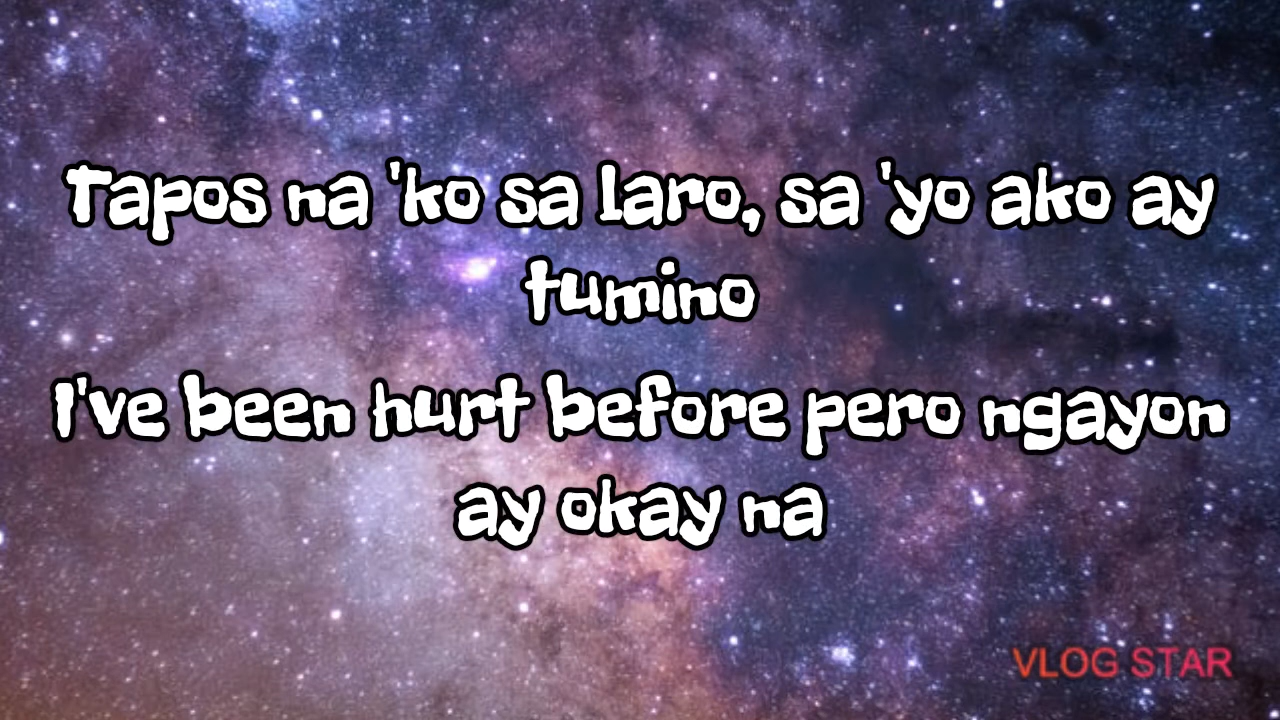 Tapos na 'ko sa laro, sa 'yo ako ay
tumino
I've been hurt before pero ngayon
ay okay na
VLOG STAR